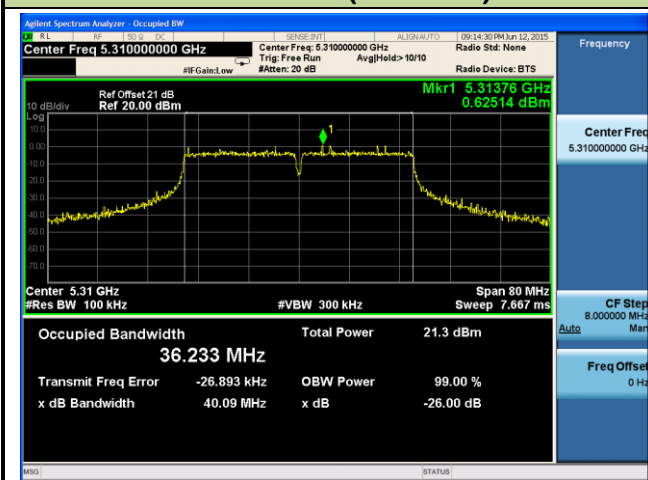 Agilent Spectrum Analyzer - Occupied BW
RL RF 50 Ω DC SENSE:INT ALIGN AUTO 09:14:30 PM Jun 12, 2015
Center Freq 5.310000000 GHz
Center Freq: 5.310000000 GHz
Radio Std: None
Trig: Free Run Avg|Hold:> 10/10
#IFGain:Low #Atten: 20 dB Radio Device: BTS
Frequency
Ref Offset 21 dB
Mkr1 5.31376 GHz
10 dB/div Ref 20.00 dBm
0.62514 dBm
Log
10.0
0.00
-10.0
-20.0
-30.0
-40.0
-50.0
-60.0
-70.0
1
Center 5.31 GHz
Span 80 MHz
#Res BW 100 kHz #VBW 300 kHz Sweep 7.667 ms
Occupied Bandwidth
36.233 MHz
Total Power 21.3 dBm
Transmit Freq Error -26.893 kHz OBW Power 99.00 %
x dB Bandwidth 40.09 MHz x dB -26.00 dB
Center Freq
5.310000000 GHz
CF Step
8.000000 MHz
Auto Man
Freq Offset
0 Hz
MSG STATUS